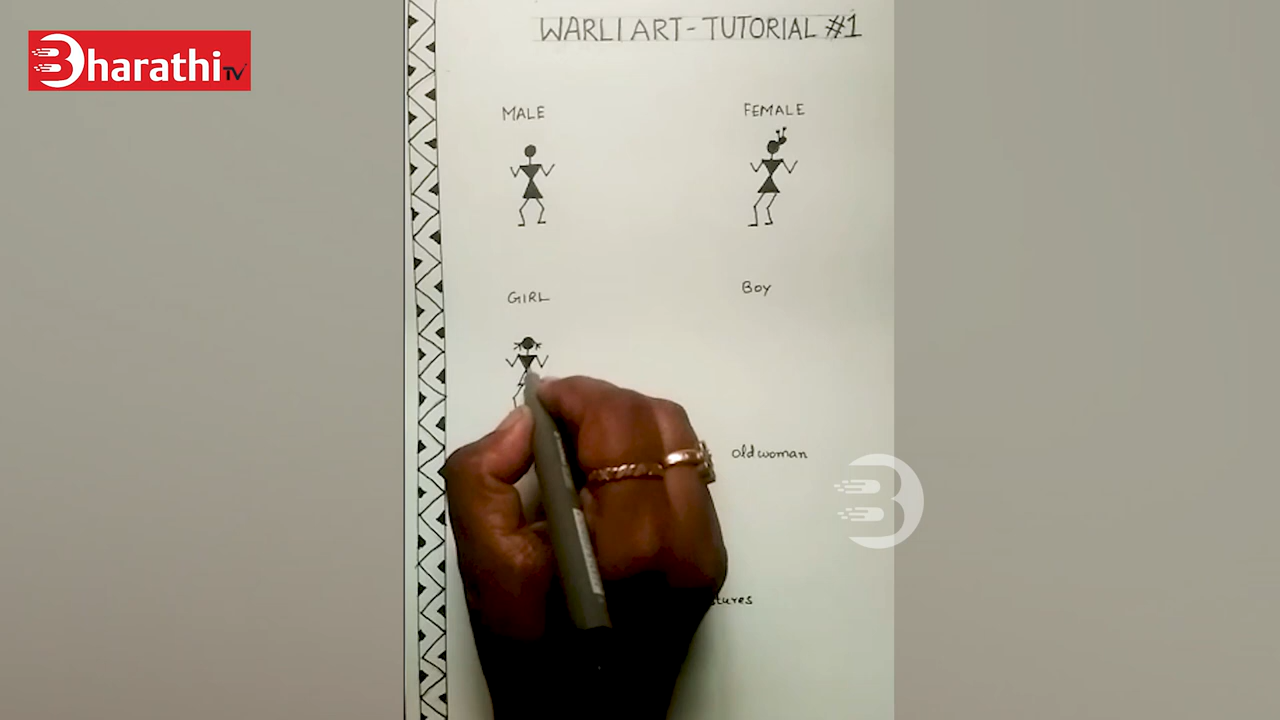 Bharathi TV
WARLI ART - TUTORIAL #1
MALE
FEMALE
GIRL
Boy
old woman